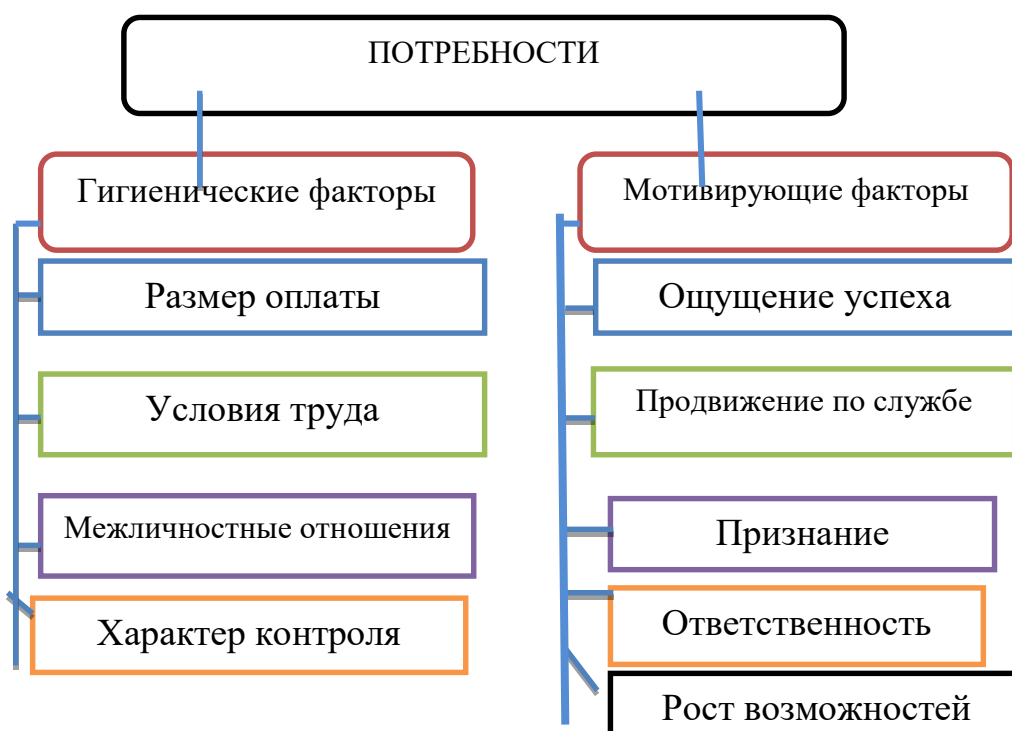 ПОТРЕБНОСТИ
Гигиенические факторы
Размер оплаты
Условия труда
Межличностные отношения
Характер контроля
Мотивирующие факторы
Ощущение успеха
Продвижение по службе
Признание
Ответственность
Рост возможностей